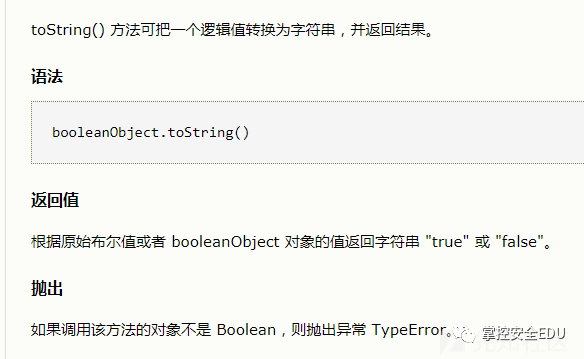 toString() 方法可把一个逻辑值转换为字符串，并返回结果。
语法
booleanObject.toString()
返回值
根据原始布尔值或者 booleanObject 对象的值返回字符串 "true" 或 "false"。
抛出
如果调用该方法的对象不是 Boolean，则抛出异常 TypeError。
掌控安全EDU